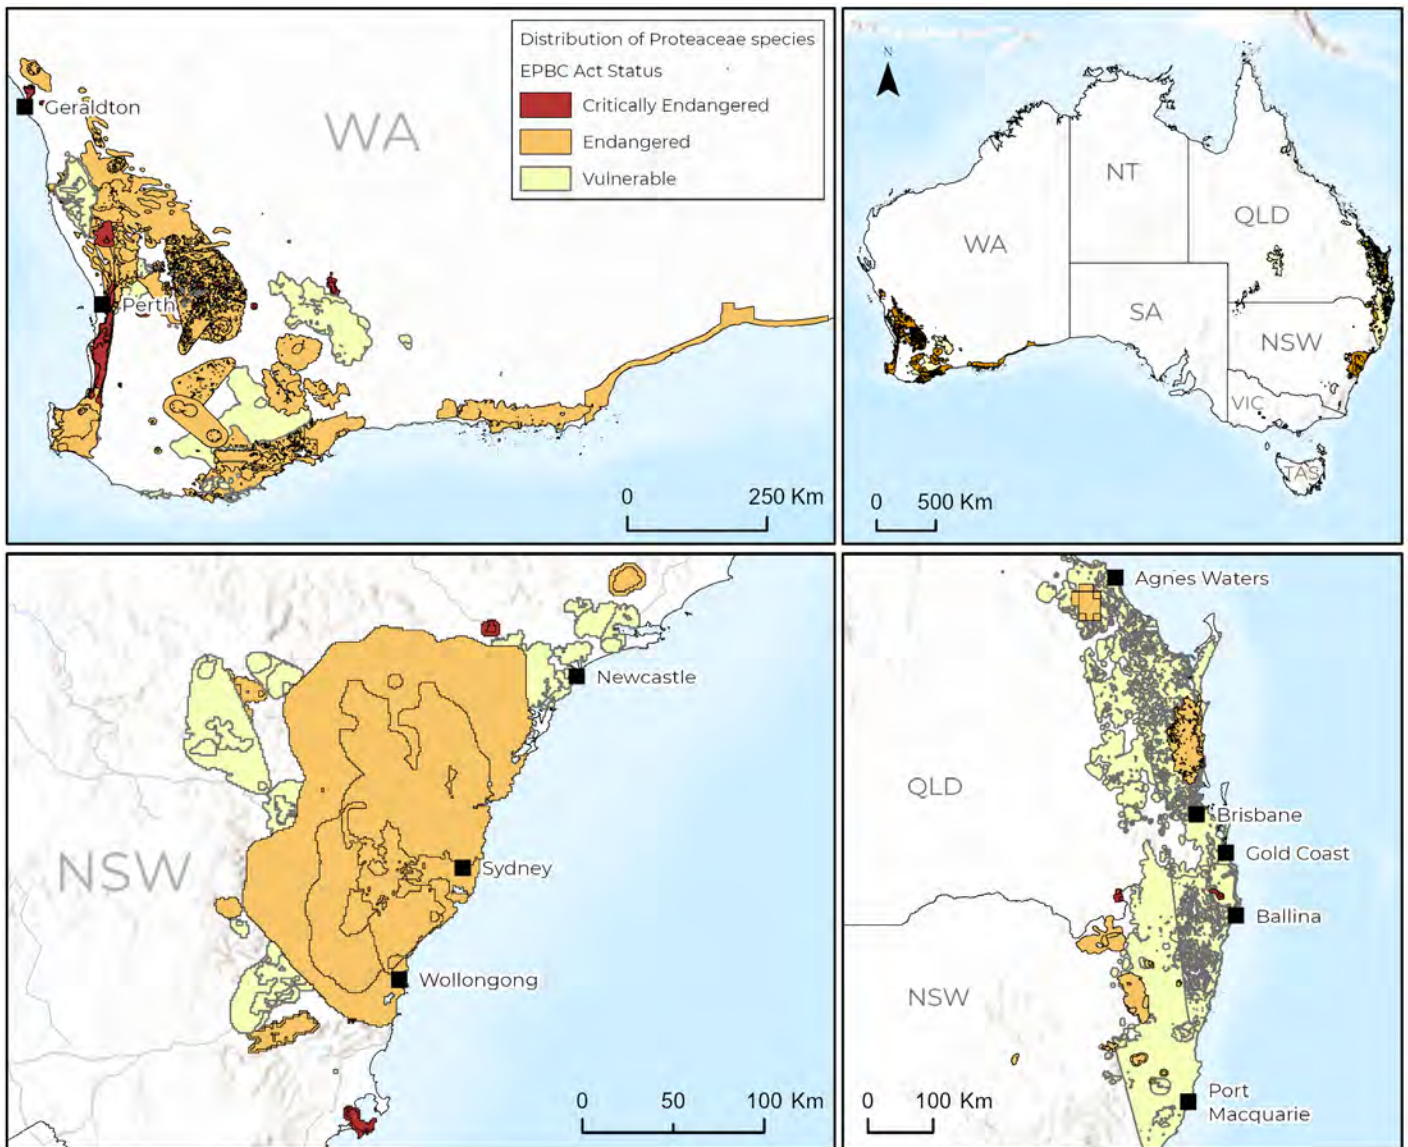 Distribution of Proteaceae species
EPBC Act Status
Critically Endangered
Endangered
Vulnerable
Geraldton
WA
Perth
0 250 Km
N
NT
QLD
WA
SA
NSW
VIC
TAS
0 500 Km
Newcastle
NSW
Sydney
Wollongong
0 50 100 Km
Agnes Waters
QLD
Brisbane
Gold Coast
Ballina
NSW
0 100 Km
Port
Macquarie